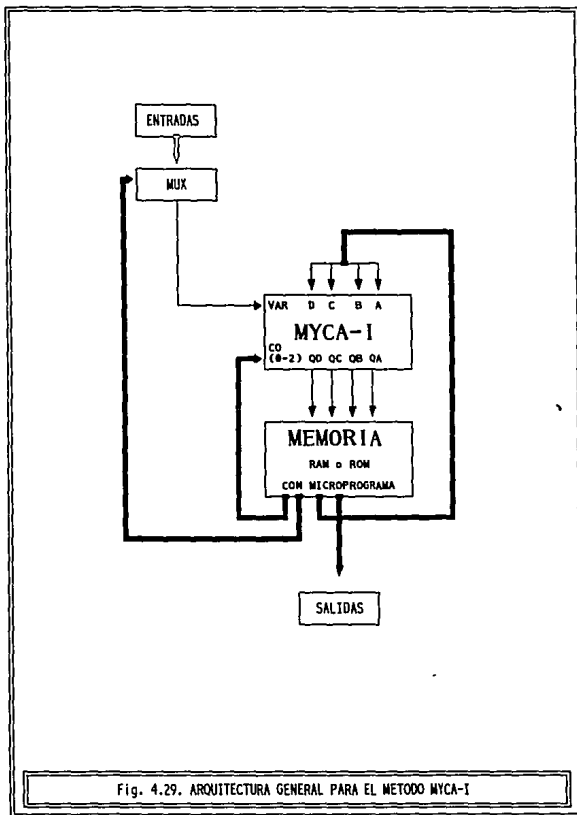 ENTRADAS
MUX
VAR D C B A
MYCA-I
CO
(0-2) QD QC QB QA
MEMORIA
RAM o ROM
CON MICROPROGRAMA
SALIDAS
Fig. 4.29. ARQUITECTURA GENERAL PARA EL METODO MYCA-I